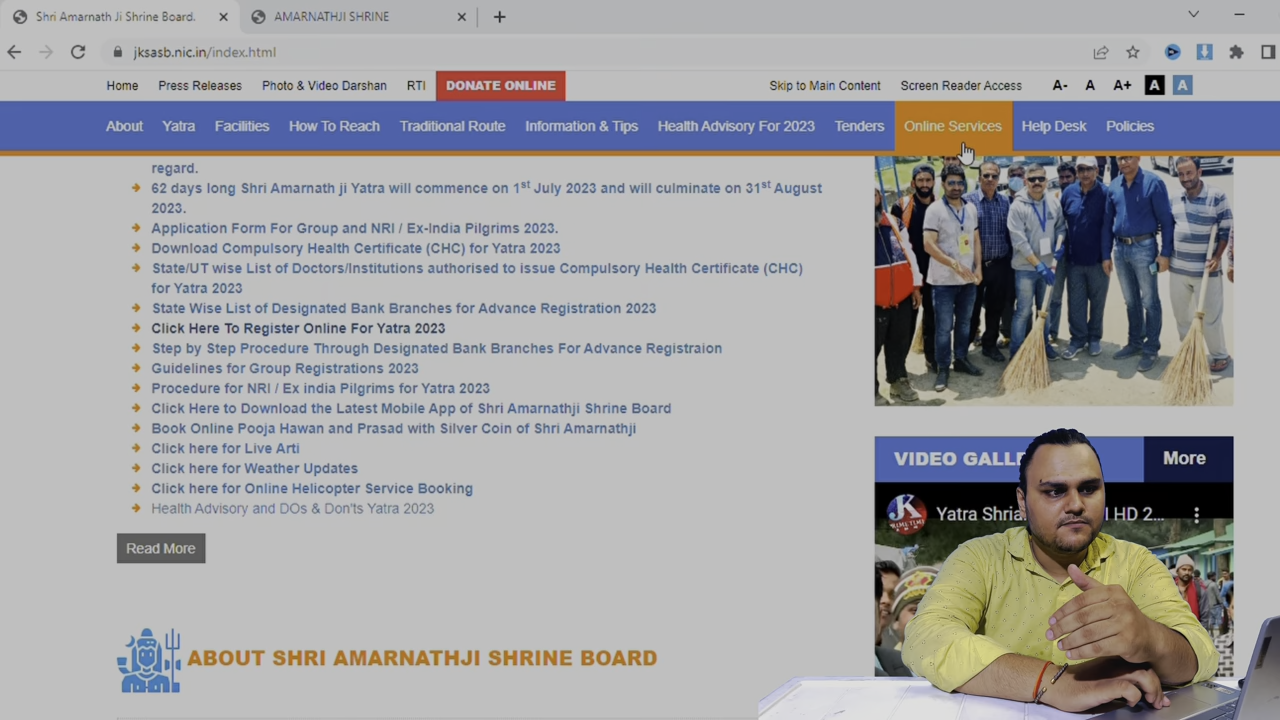 Shri Amarnath Ji Shrine Board.
AMARNATHJI SHRINE
jksasb.nic.in/index.html
Home Press Releases Photo & Video Darshan RTI DONATE ONLINE Skip to Main Content Screen Reader Access A- A A+ A A
About Yatra Facilities How To Reach Traditional Route Information & Tips Health Advisory For 2023 Tenders Online Services Help Desk Policies
regard.
62 days long Shri Amarnath ji Yatra will commence on 1st July 2023 and will culminate on 31st August
2023.
Application Form For Group and NRI / Ex-India Pilgrims 2023.
Download Compulsory Health Certificate (CHC) for Yatra 2023
State/UT wise List of Doctors/Institutions authorised to issue Compulsory Health Certificate (CHC)
for Yatra 2023
State Wise List of Designated Bank Branches for Advance Registration 2023
Click Here To Register Online For Yatra 2023
Step by Step Procedure Through Designated Bank Branches For Advance Registraion
Guidelines for Group Registrations 2023
Procedure for NRI / Ex india Pilgrims for Yatra 2023
Click Here to Download the Latest Mobile App of Shri Amarnathji Shrine Board
Book Online Pooja Hawan and Prasad with Silver Coin of Shri Amarnathji
Click here for Live Arti
Click here for Weather Updates
Click here for Online Helicopter Service Booking
Health Advisory and DOs & Don'ts Yatra 2023
Read More
ABOUT SHRI AMARNATHJI SHRINE BOARD
VIDEO GALL
More
JK
Yatra Shria
HD 2...